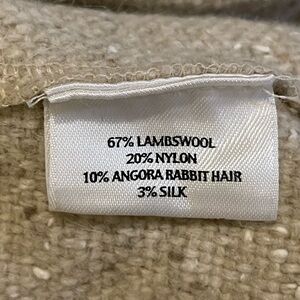 67% LAMBSWOOL
20% NYLON
10% ANGORA RABBIT HAIR
3% SILK